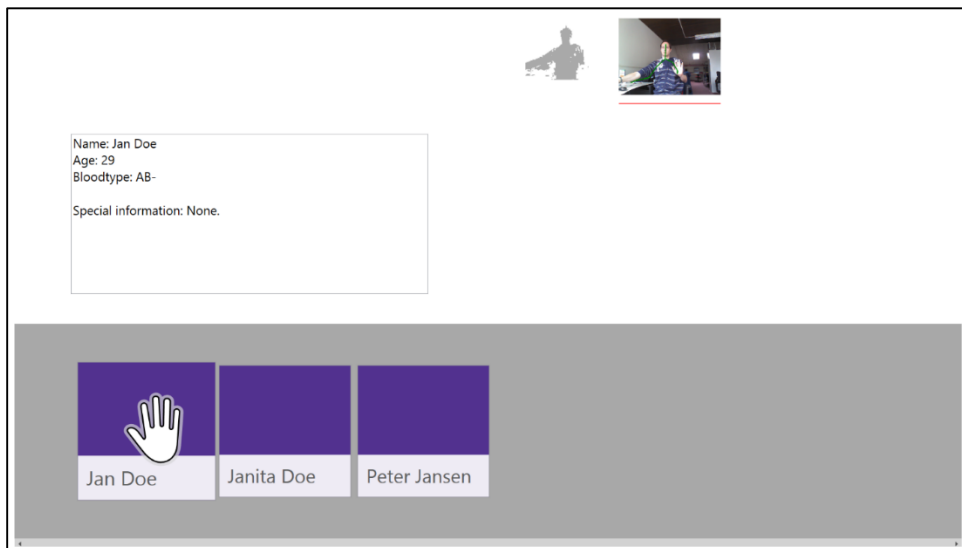 Name: Jan Doe
Age: 29
Bloodtype: AB-
Special information: None.
Jan Doe
Janita Doe
Peter Jansen